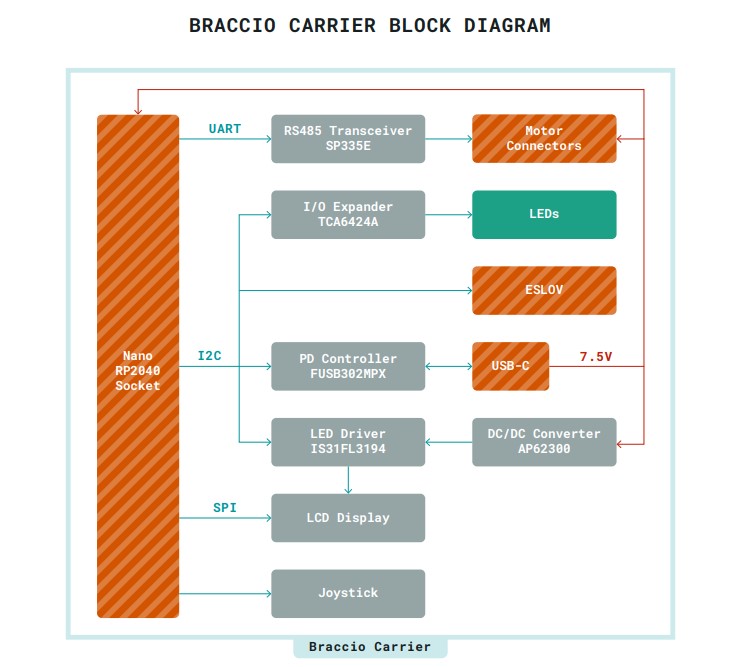 BRACCIO CARRIER BLOCK DIAGRAM
UART
RS485 Transceiver
SP335E
Motor
Connectors
I/O Expander
TCA6424A
LEDs
ESLOV
Nano
RP2040
Socket
I2C
PD Controller
FUSB302MPX
USB-C
7.5V
LED Driver
IS31FL3194
DC/DC Converter
AP62300
SPI
LCD Display
Joystick
Braccio Carrier